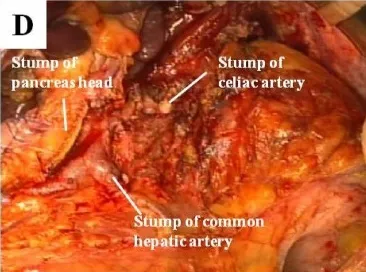 D
Stump of
pancreas head
Stump of
celiac artery
Stump of common
hepatic artery